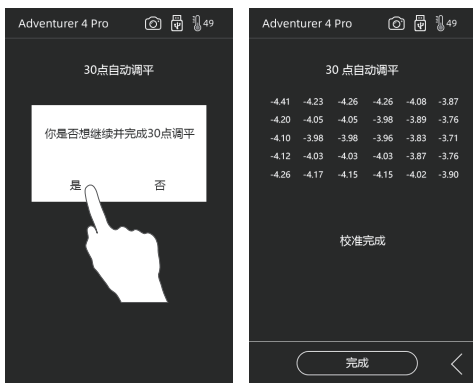 Adventurer 4 Pro 49
30点自动调平
你是否想继续并完成30点调平
是 否
Adventurer 4 Pro 49
30 点自动调平
-4.41 -4.23 -4.26 -4.26 -4.08 -3.87
-4.20 -4.05 -4.05 -3.98 -3.89 -3.76
-4.10 -3.98 -3.98 -3.96 -3.83 -3.71
-4.12 -4.03 -4.03 -4.03 -3.87 -3.76
-4.26 -4.17 -4.15 -4.15 -4.02 -3.90
校准完成
完成